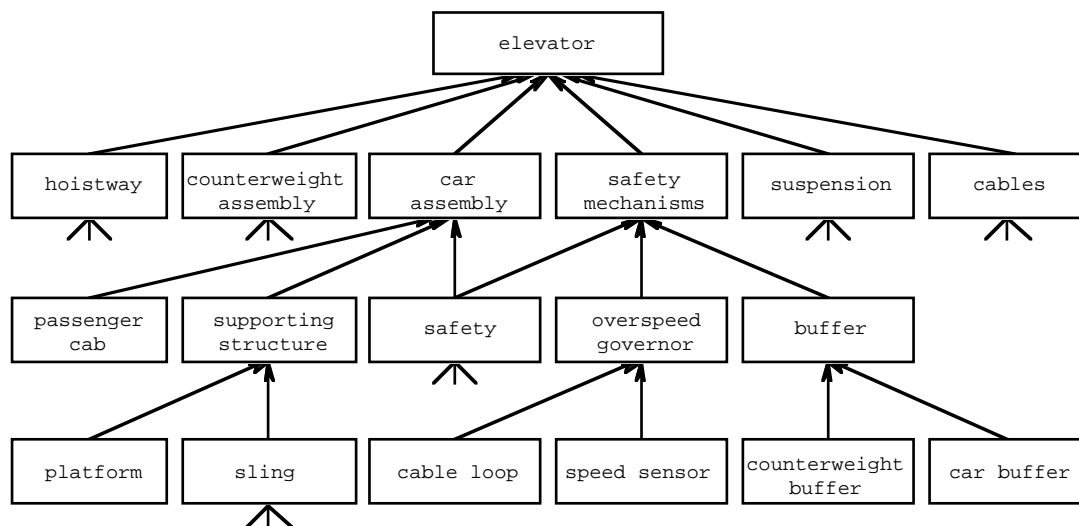 elevator
hoistway
counterweight
assembly
car
assembly
safety
mechanisms
suspension
cables
passenger
cab
supporting
structure
safety
overspeed
governor
buffer
platform
sling
cable loop
speed sensor
counterweight
buffer
car buffer